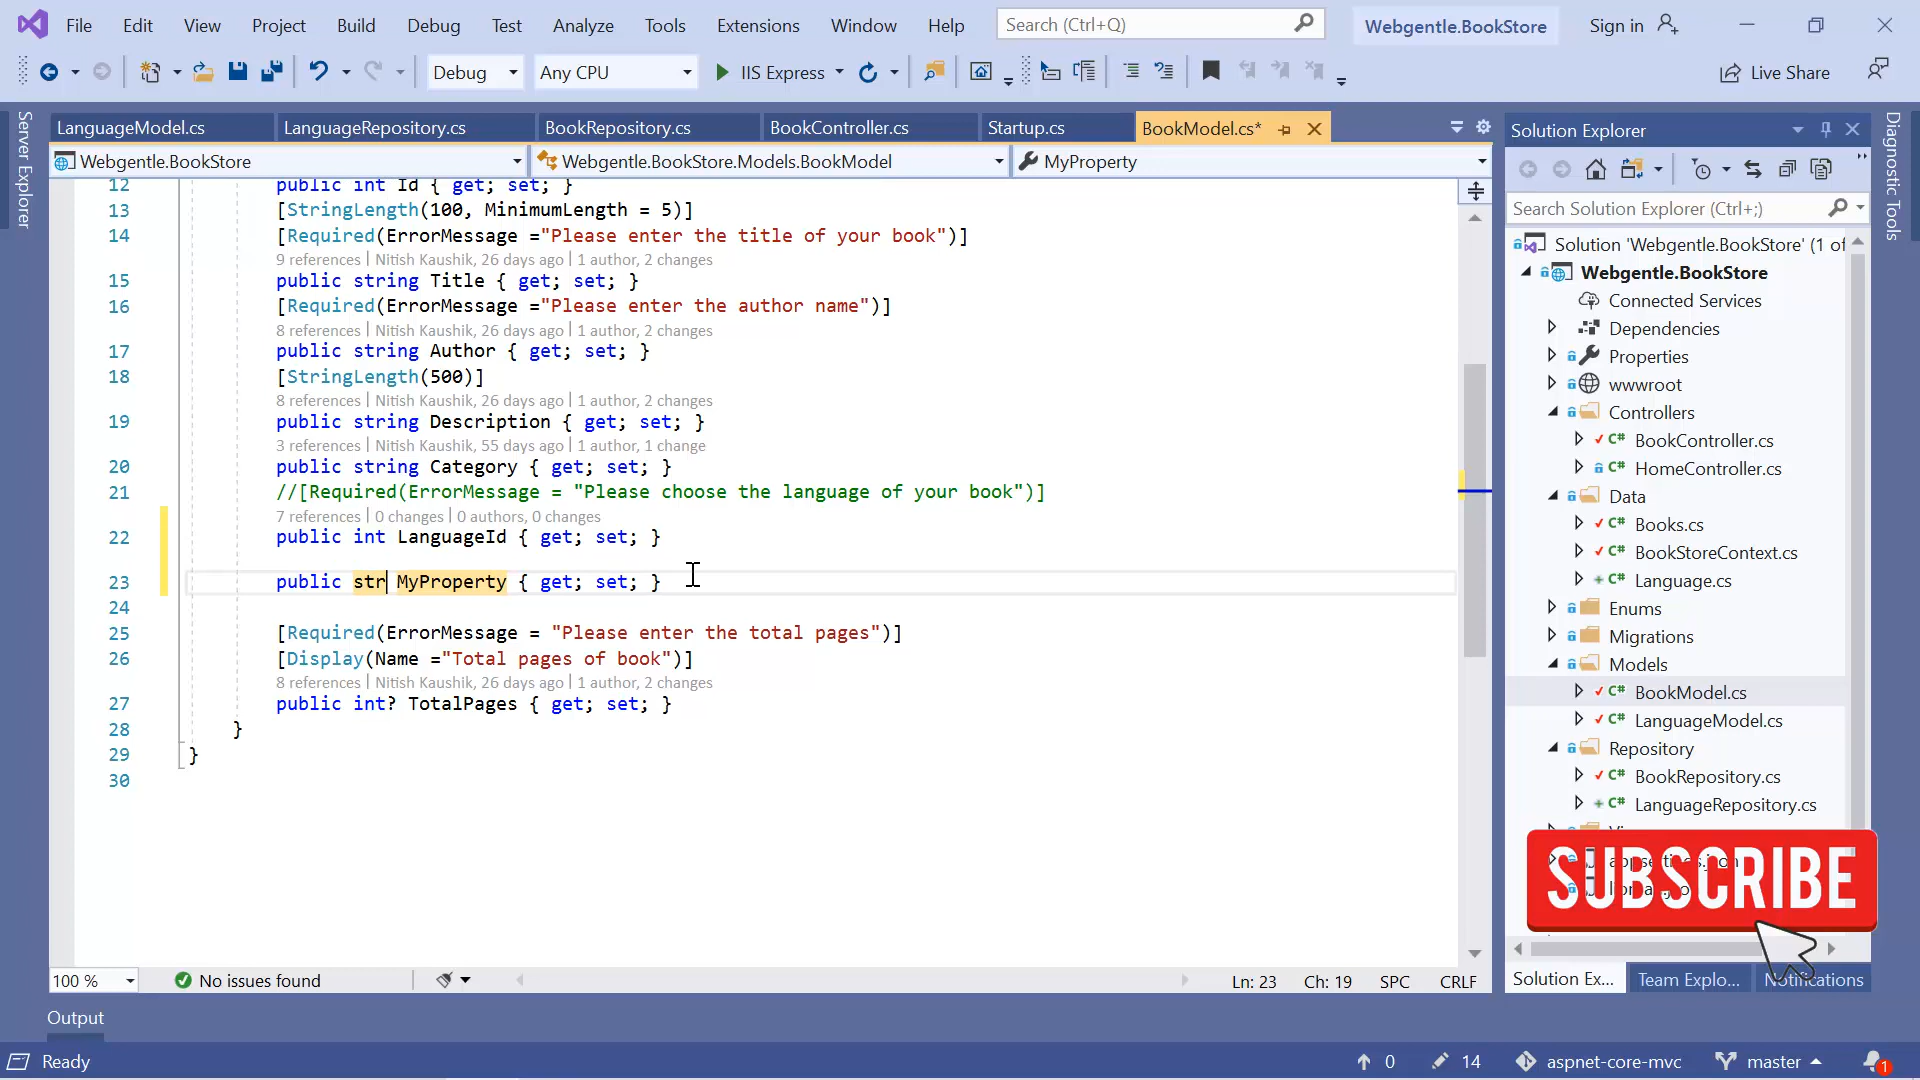 File Edit View Project Build Debug Test Analyze Tools Extensions Window Help Search (Ctrl+Q) Webgentle.BookStore Sign in
Debug Any CPU IIS Express Live Share
Server Explorer
LanguageModel.cs LanguageRepository.cs BookRepository.cs BookController.cs Startup.cs BookModel.cs*
Webgentle.BookStore Webgentle.BookStore.Models.BookModel MyProperty
12 public int Id { get; set; }
13 [StringLength(100, MinimumLength = 5)]
14 [Required(ErrorMessage ="Please enter the title of your book")]
9 references | Nitish Kaushik, 26 days ago | 1 author, 2 changes
15 public string Title { get; set; }
16 [Required(ErrorMessage ="Please enter the author name")]
8 references | Nitish Kaushik, 26 days ago | 1 author, 2 changes
17 public string Author { get; set; }
18 [StringLength(500)]
8 references | Nitish Kaushik, 26 days ago | 1 author, 2 changes
19 public string Description { get; set; }
3 references | Nitish Kaushik, 55 days ago | 1 author, 1 change
20 public string Category { get; set; }
21 //[Required(ErrorMessage = "Please choose the language of your book")]
7 references | 0 changes | 0 authors, 0 changes
22 public int LanguageId { get; set; }
23 public str MyProperty { get; set; }
24
25 [Required(ErrorMessage = "Please enter the total pages")]
26 [Display(Name ="Total pages of book")]
8 references | Nitish Kaushik, 26 days ago | 1 author, 2 changes
27 public int? TotalPages { get; set; }
28 }
29 }
30
100 % No issues found Ln: 23 Ch: 19 SPC CRLF
Solution Explorer
Search Solution Explorer (Ctrl+;)
Solution 'Webgentle.BookStore' (1 of
Webgentle.BookStore
Connected Services
Dependencies
Properties
wwwroot
Controllers
BookController.cs
HomeController.cs
Data
Books.cs
BookStoreContext.cs
Language.cs
Enums
Migrations
Models
BookModel.cs
LanguageModel.cs
Repository
BookRepository.cs
LanguageRepository.cs
SUBSCRIBE
Solution Ex... Team Explo... Notifications
Diagnostic Tools
Output
Ready 0 14 aspnet-core-mvc master 1